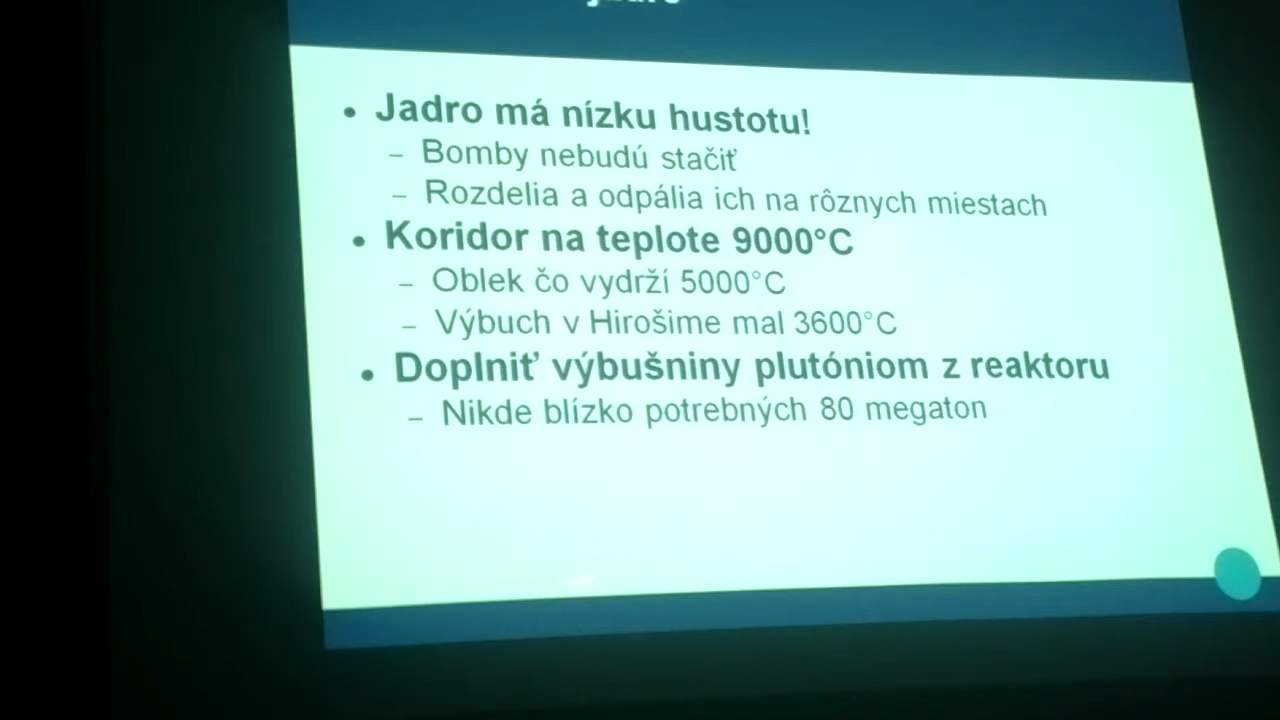 Jadro má nízku hustotu!
Bomby nebudú stačiť
Rozdelia a odpália ich na rôznych miestach
Koridor na teplote 9000°C
Oblek čo vydrží 5000°C
Výbuch v Hirošime mal 3600°C
Doplniť výbušniny plutóniom z reaktoru
Nikde blízko potrebných 80 megaton